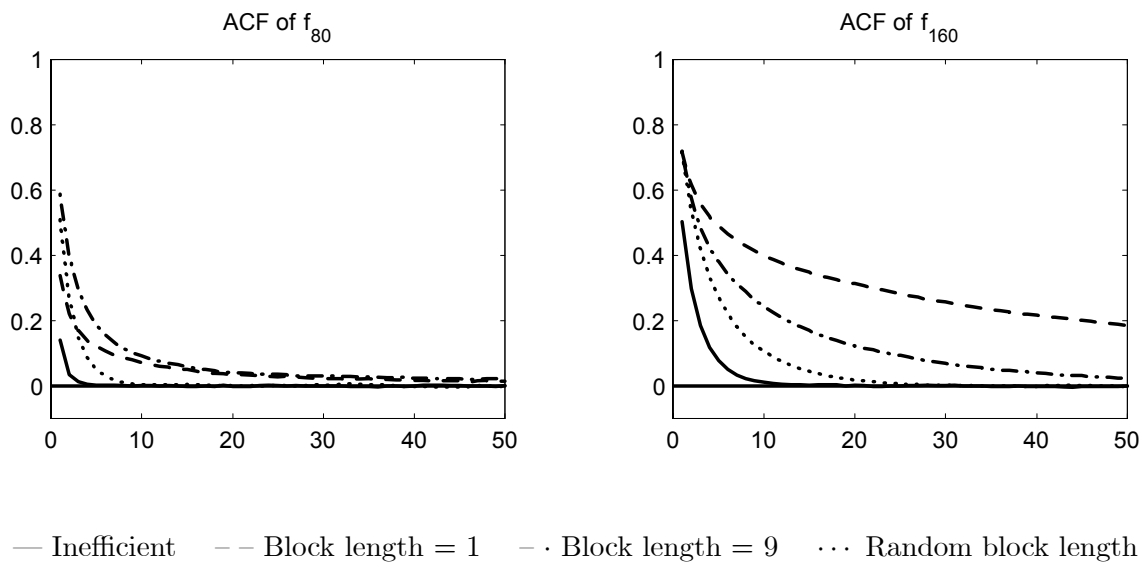 ACF of f80
ACF of f160
1
0.8
0.6
0.4
0.2
0
0 10 20 30 40 50
1
0.8
0.6
0.4
0.2
0
0 10 20 30 40 50
— Inefficient – – Block length = 1 – · Block length = 9 ··· Random block length